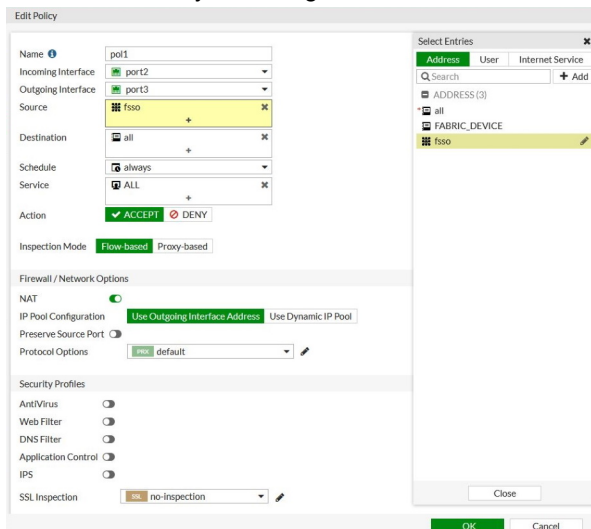 Edit Policy
Name
pol1
Incoming Interface
port2
Outgoing Interface
port3
Source
fsso
+
Destination
all
+
Schedule
always
Service
ALL
+
Action
ACCEPT DENY
Inspection Mode
Flow-based Proxy-based
Firewall / Network Options
NAT
IP Pool Configuration
Use Outgoing Interface Address Use Dynamic IP Pool
Preserve Source Port
Protocol Options
PRX default
Security Profiles
AntiVirus
Web Filter
DNS Filter
Application Control
IPS
SSL Inspection
SSL no-inspection
Select Entries
Address User Internet Service
Search + Add
ADDRESS (3)
all
FABRIC_DEVICE
fsso
Close
OK Cancel